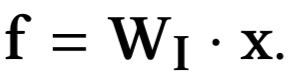 f = W_I · x.